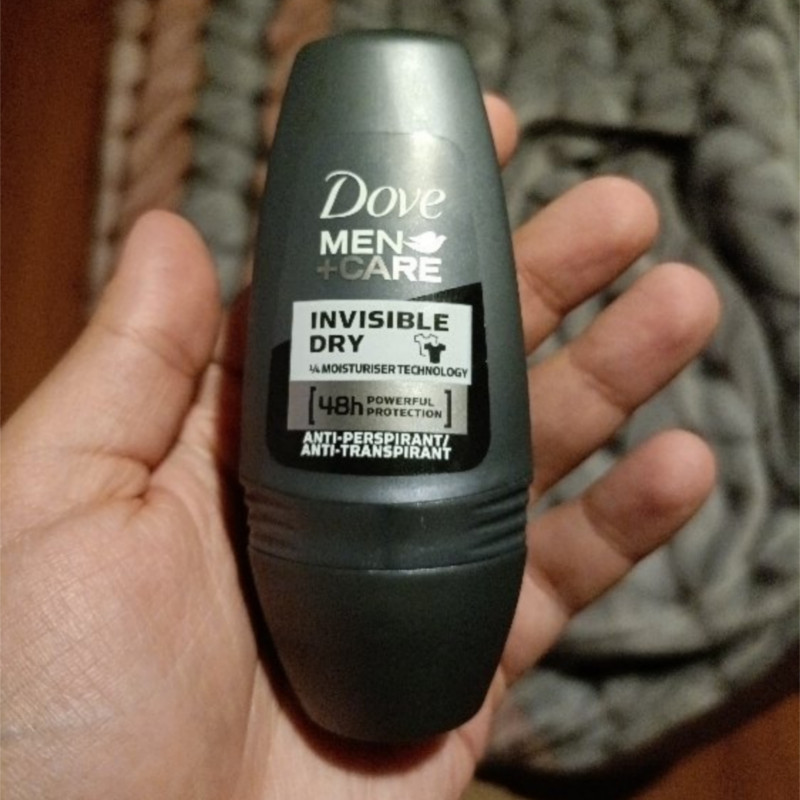 Dove
MEN
+CARE
INVISIBLE
DRY
¼ MOISTURISER TECHNOLOGY
[48h POWERFUL
PROTECTION]
ANTI-PERSPIRANT/
ANTI-TRANSPIRANT